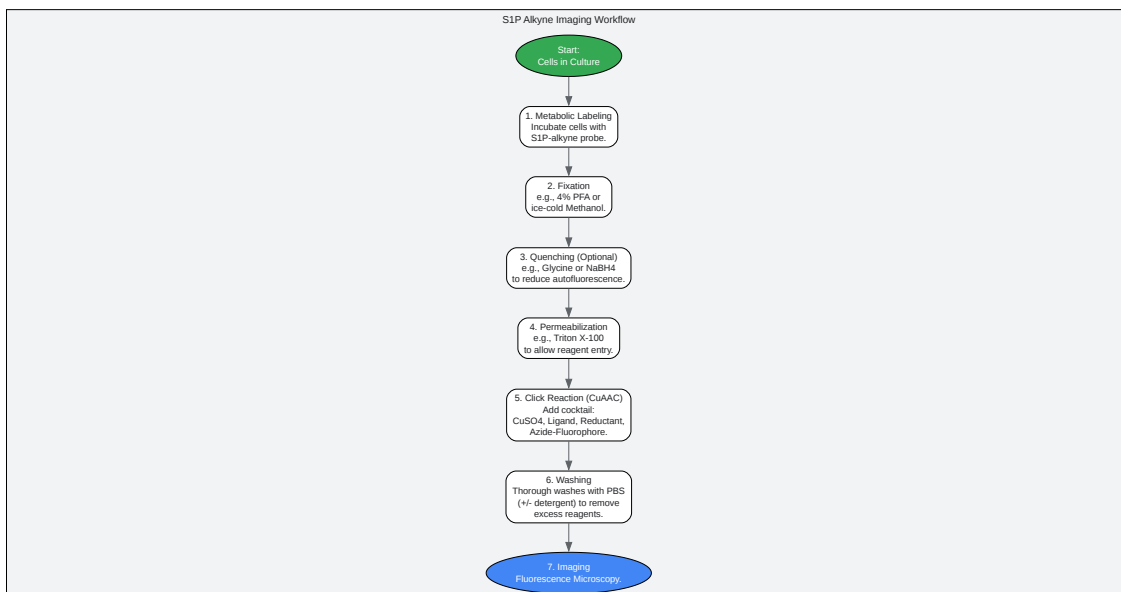 S1P Alkyne Imaging Workflow
Start:
Cells in Culture
1. Metabolic Labeling
Incubate cells with
S1P-alkyne probe.
2. Fixation
e.g., 4% PFA or
ice-cold Methanol.
3. Quenching (Optional)
e.g., Glycine or NaBH4
to reduce autofluorescence.
4. Permeabilization
e.g., Triton X-100
to allow reagent entry.
5. Click Reaction (CuAAC)
Add cocktail:
CuSO4, Ligand, Reductant,
Azide-Fluorophore.
6. Washing
Thorough washes with PBS
(+/- detergent) to remove
excess reagents.
7. Imaging
Fluorescence Microscopy.